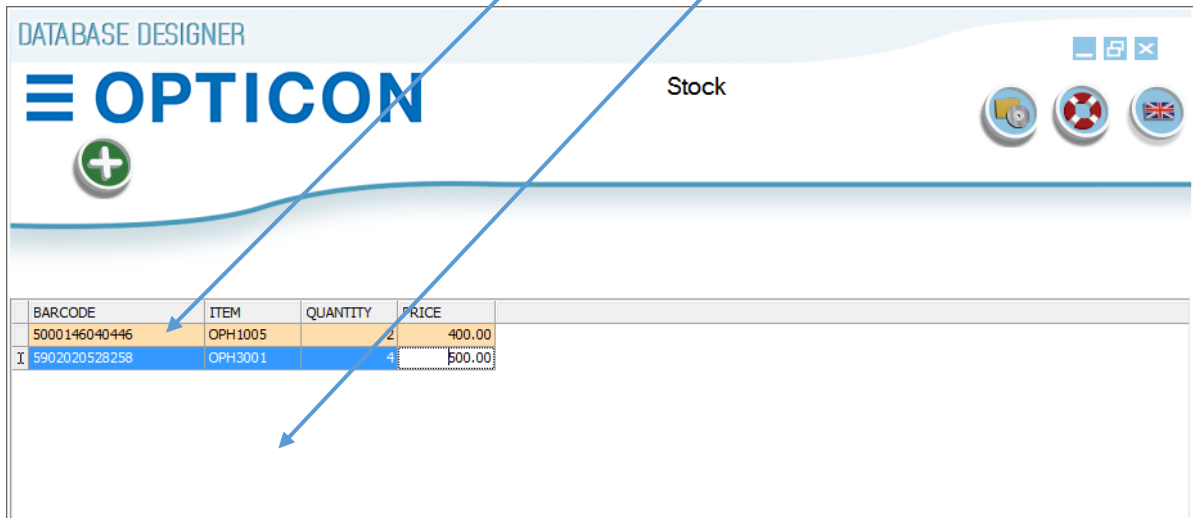 DATABASE DESIGNER
OPTICON
Stock
BARCODE ITEM QUANTITY PRICE
5000146040446 OPH1005 2 400.00
5902020528258 OPH3001 4 500.00